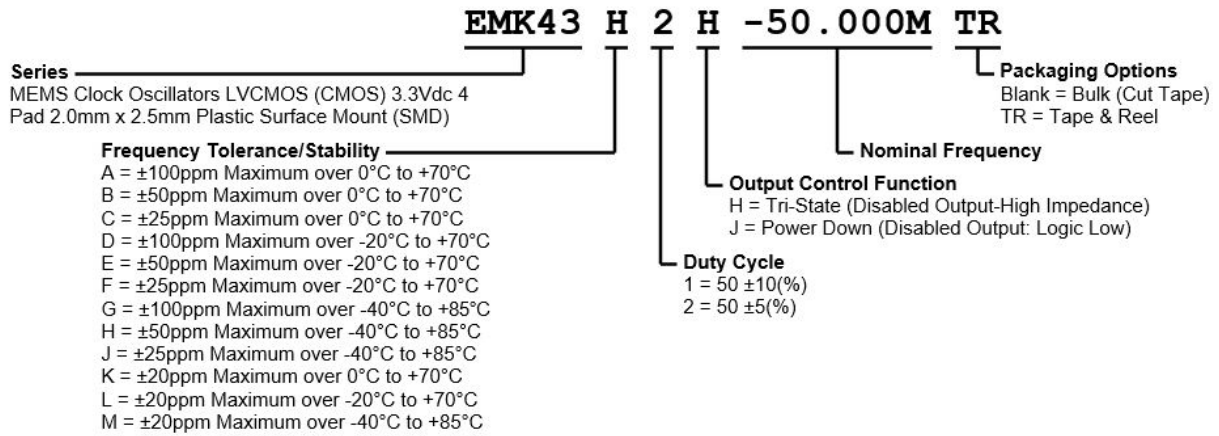 EMK43 H 2 H -50.000M TR
Series
MEMS Clock Oscillators LVCMOS (CMOS) 3.3Vdc 4
Pad 2.0mm x 2.5mm Plastic Surface Mount (SMD)
Packaging Options
Blank = Bulk (Cut Tape)
TR = Tape & Reel
Frequency Tolerance/Stability
A = ±100ppm Maximum over 0°C to +70°C
B = ±50ppm Maximum over 0°C to +70°C
C = ±25ppm Maximum over 0°C to +70°C
D = ±100ppm Maximum over -20°C to +70°C
E = ±50ppm Maximum over -20°C to +70°C
F = ±25ppm Maximum over -20°C to +70°C
G = ±100ppm Maximum over -40°C to +85°C
H = ±50ppm Maximum over -40°C to +85°C
J = ±25ppm Maximum over -40°C to +85°C
K = ±20ppm Maximum over 0°C to +70°C
L = ±20ppm Maximum over -20°C to +70°C
M = ±20ppm Maximum over -40°C to +85°C
Nominal Frequency
Output Control Function
H = Tri-State (Disabled Output-High Impedance)
J = Power Down (Disabled Output: Logic Low)
Duty Cycle
1 = 50 ±10(%)
2 = 50 ±5(%)